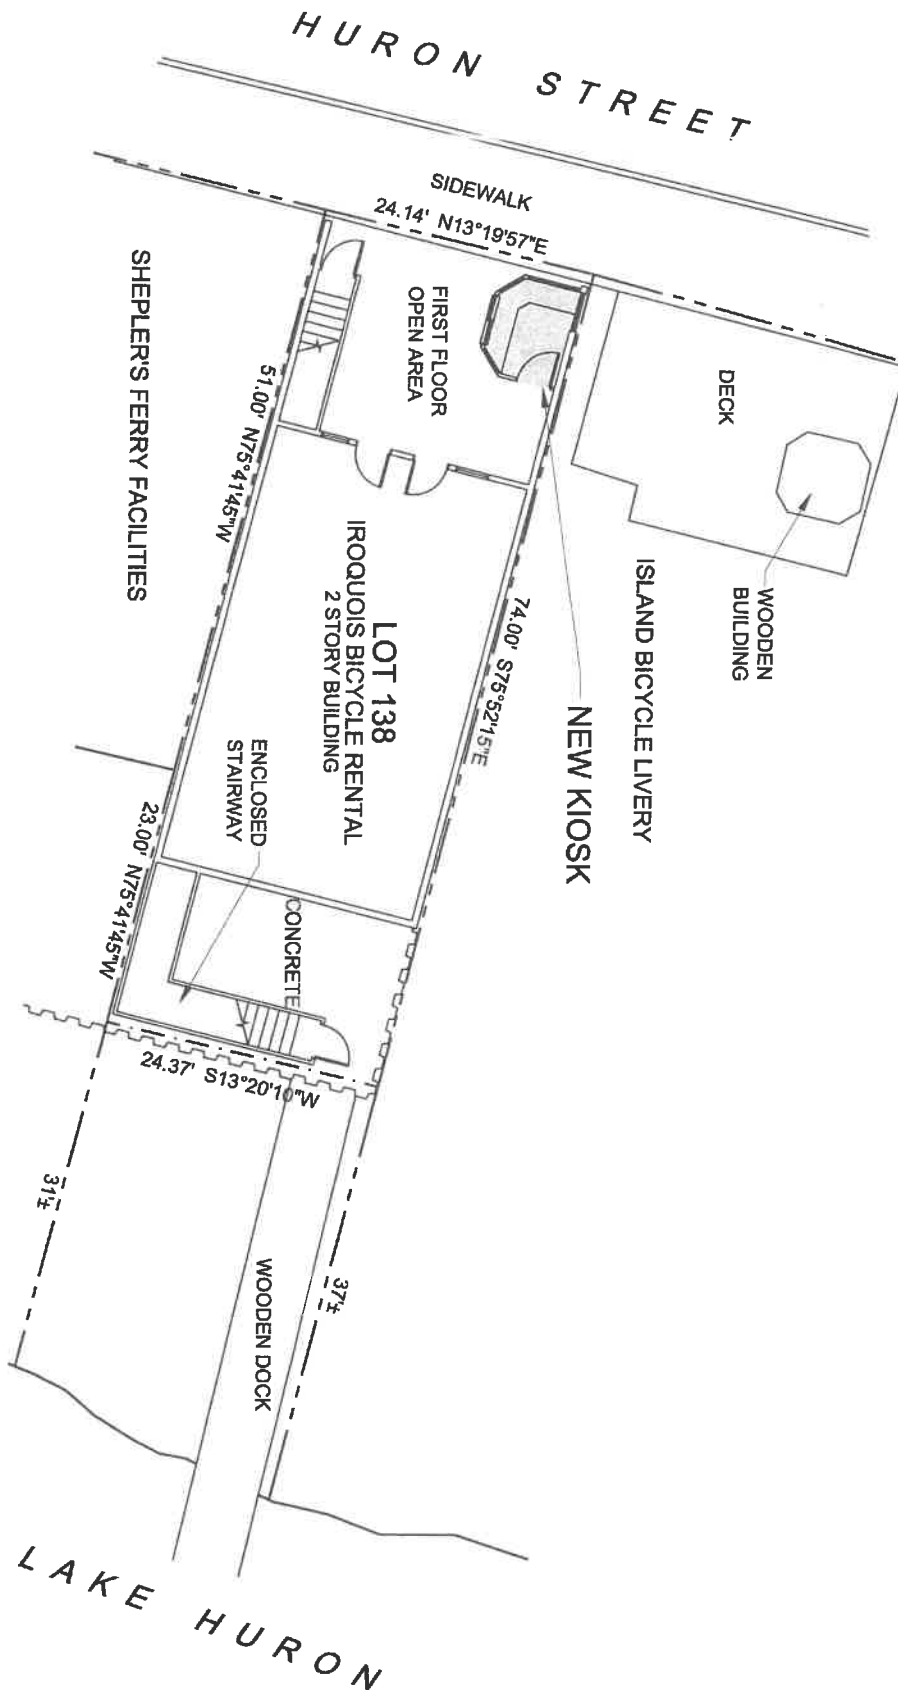 HURON STREET
SIDEWALK
24.14' N13°19'57"E
SHEPLER'S FERRY FACILITIES
FIRST FLOOR
OPEN AREA
DECK
WOODEN
BUILDING
ISLAND BICYCLE LIVERY
NEW KIOSK
51.00' N75°41'45"W
74.00' S75°52'15"E
LOT 138
IROQUOIS BICYCLE RENTAL
2 STORY BUILDING
ENCLOSED
STAIRWAY
23.00' N75°41'45"W
CONCRETE
24.37' S13°20'10"W
31'±
37'±
WOODEN DOCK
LAKE HURON